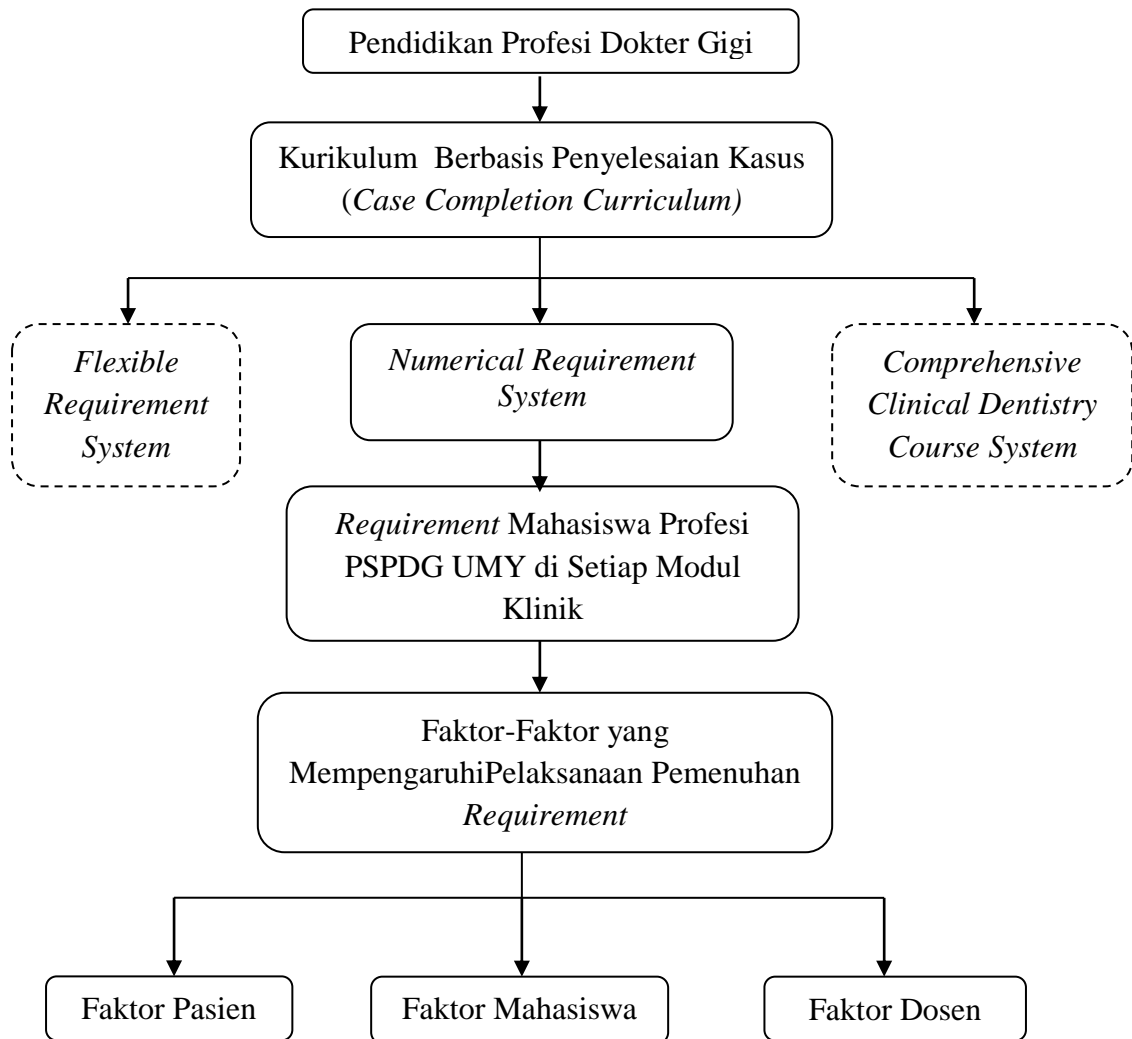 Pendidikan Profesi Dokter Gigi
Kurikulum Berbasis Penyelesaian Kasus
(Case Completion Curriculum)
Flexible
Requirement
System
Numerical Requirement
System
Comprehensive
Clinical Dentistry
Course System
Requirement Mahasiswa Profesi
PSPDG UMY di Setiap Modul
Klinik
Faktor-Faktor yang
MempengaruhiPelaksanaan Pemenuhan
Requirement
Faktor Pasien
Faktor Mahasiswa
Faktor Dosen